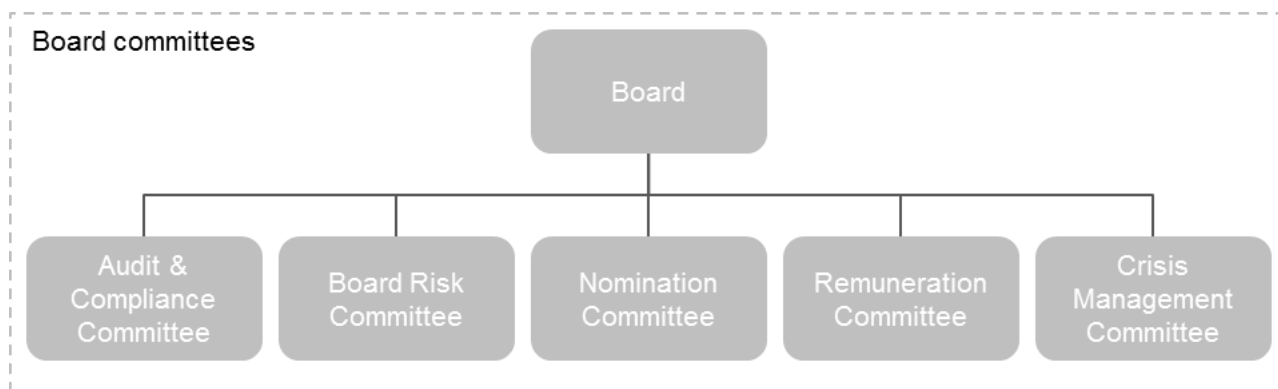 Board committees
Board
Audit &
Compliance
Committee
Board Risk
Committee
Nomination
Committee
Remuneration
Committee
Crisis
Management
Committee